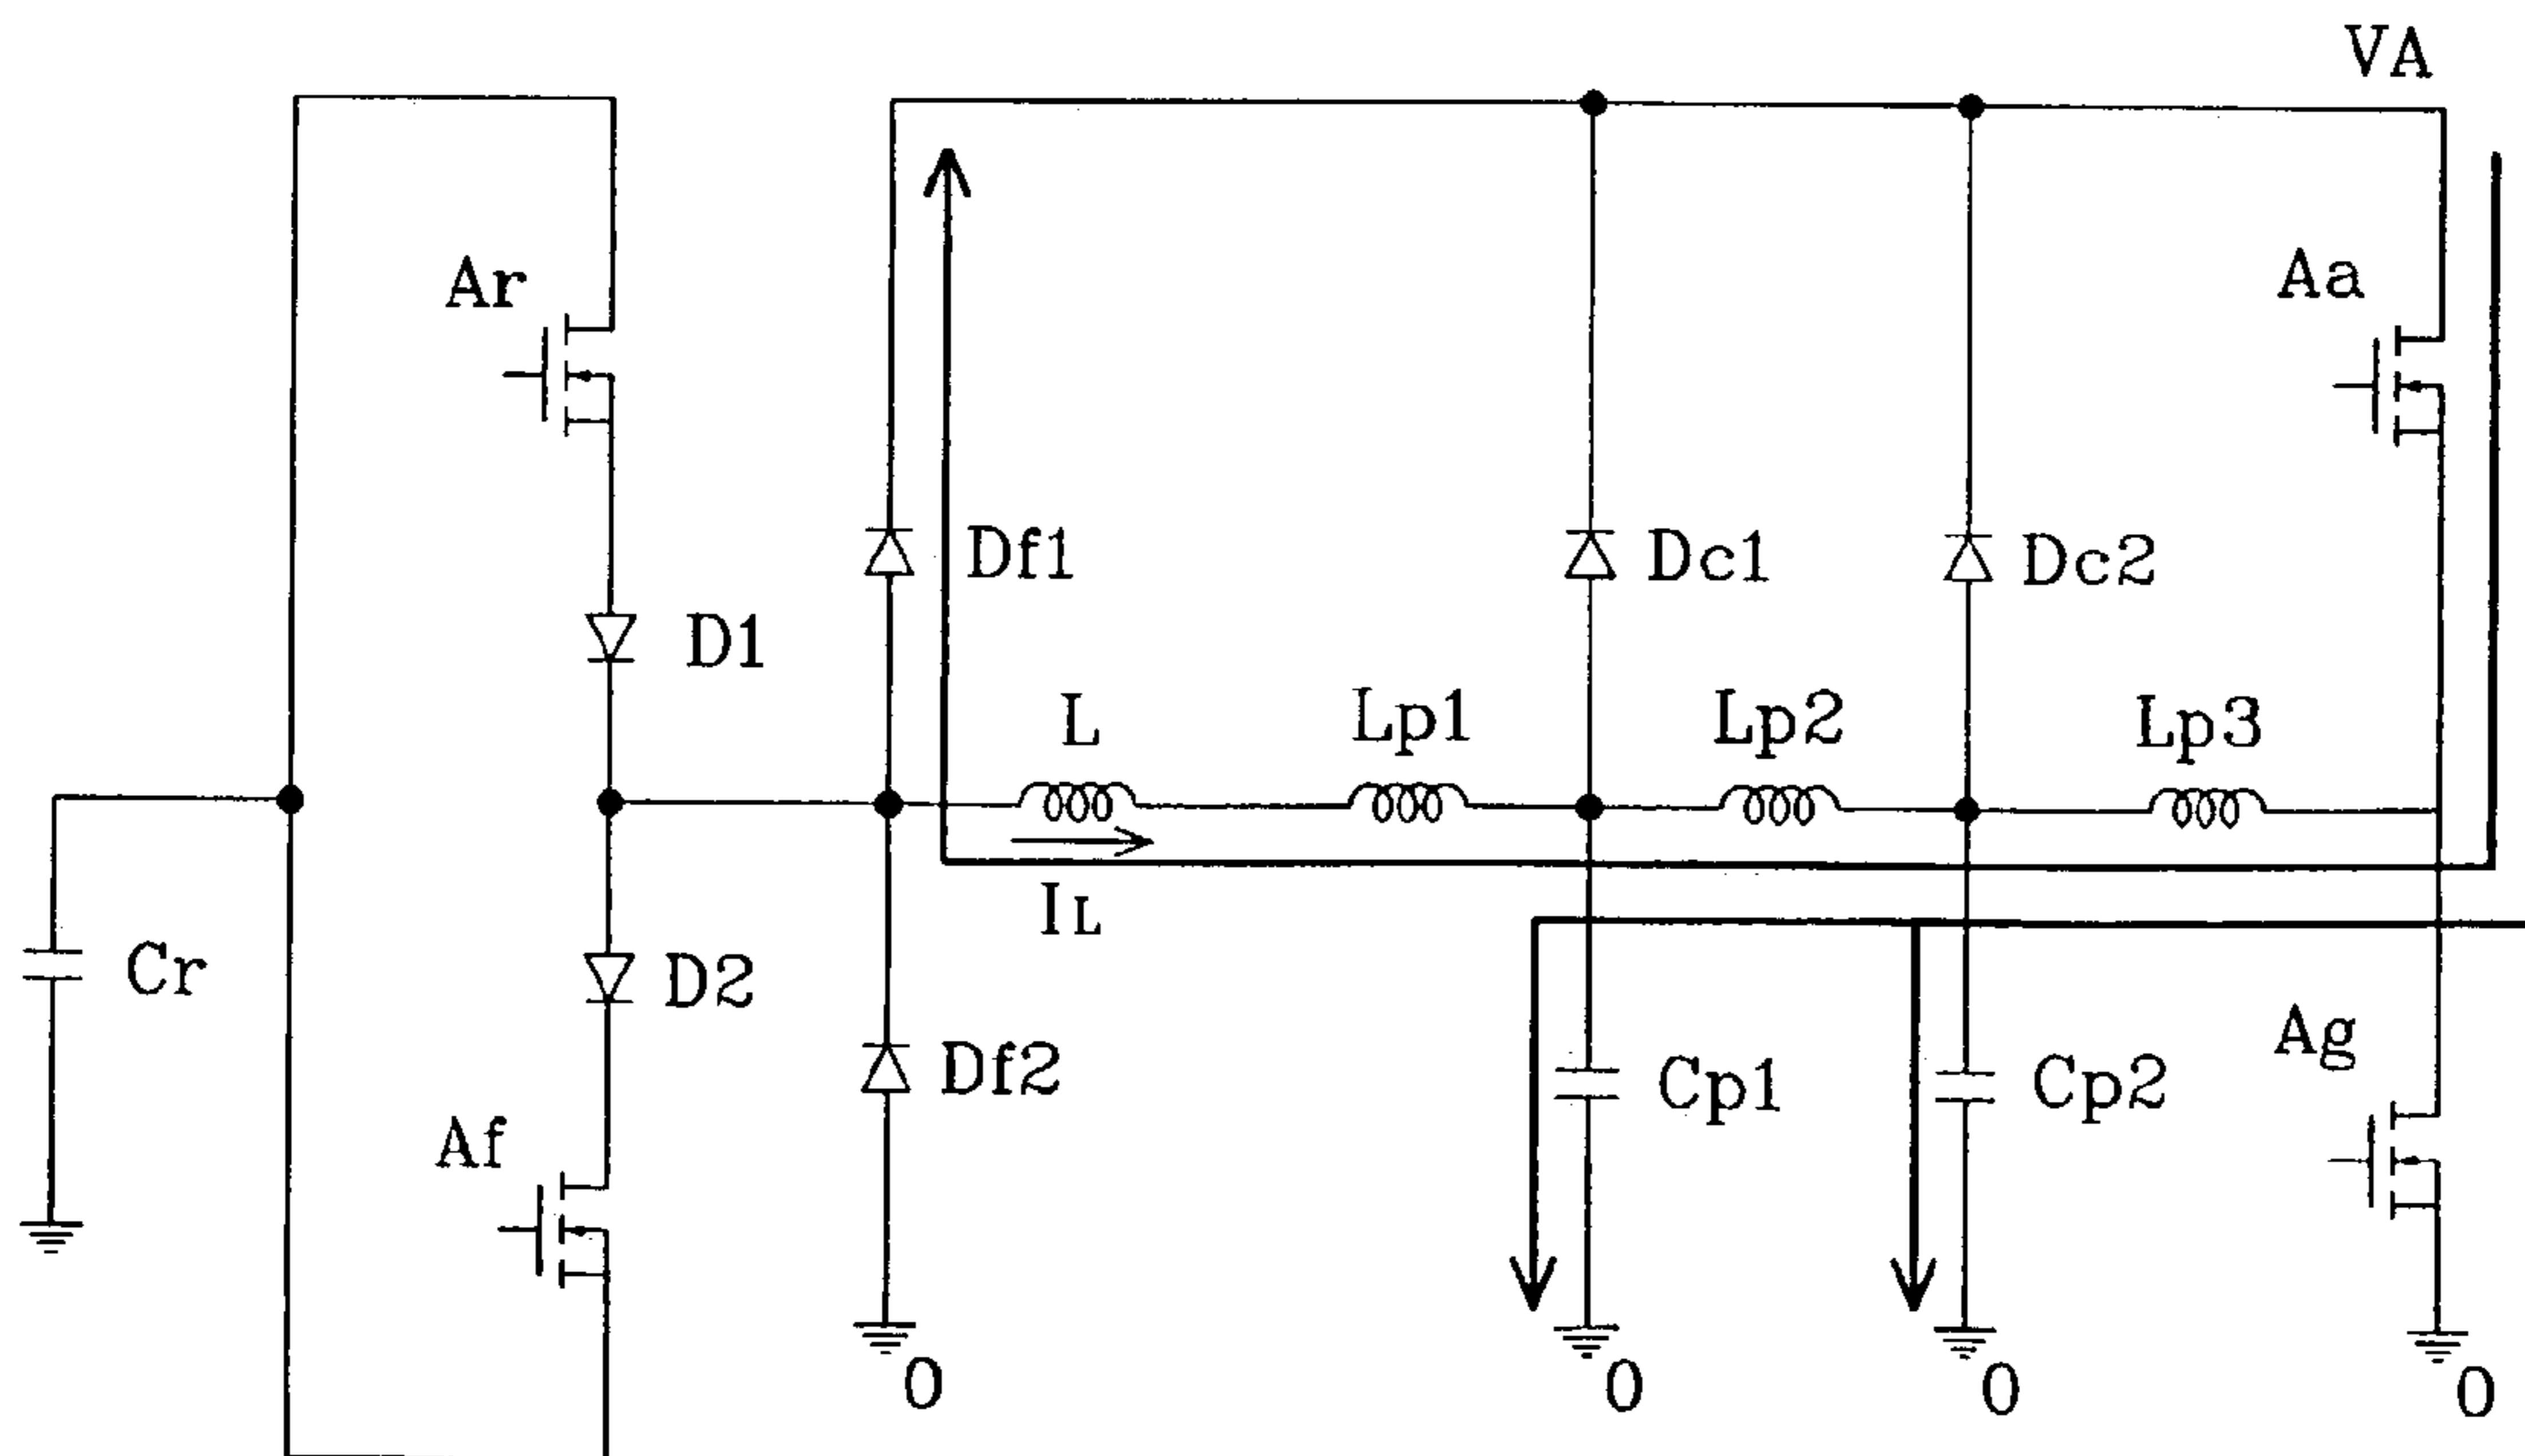 VA
Ar
Aa
Df1
Dc1
Dc2
D1
L
Lp1
Lp2
Lp3
IL
Cr
D2
Df2
Cp1
Cp2
Ag
Af
0
0
0
0